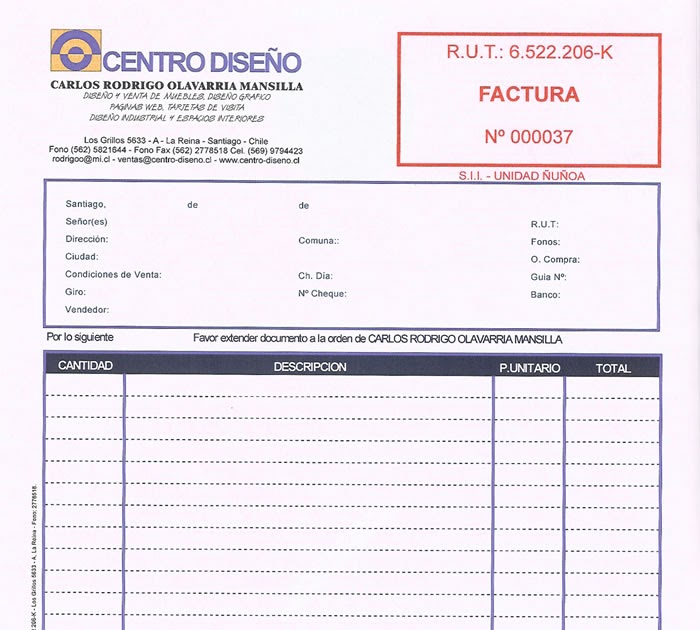 CENTRO DISEÑO
CARLOS RODRIGO OLAVARRIA MANSILLA
DISEÑO Y VENTA DE MUEBLES, DISEÑO GRAFICO
PAGINAS WEB, TARJETAS DE VISITA
DISEÑO INDUSTRIAL Y ESPACIOS INTERIORES
Los Grillos 5633 - A - La Reina - Santiago - Chile
Fono (562) 5821644 - Fono Fax (562) 2778518 Cel. (569) 9794423
rodrigoo@mi.cl - ventas@centro-diseno.cl - www.centro-diseno.cl
R.U.T.: 6.522.206-K
FACTURA
Nº 000037
S.I.I. - UNIDAD ÑUÑOA
Santiago, de de
Señor(es) R.U.T:
Dirección: Comuna:: Fonos:
Ciudad: O. Compra:
Condiciones de Venta: Ch. Día: Guía Nº:
Giro: Nº Cheque: Banco:
Vendedor:
Por lo siguiente Favor extender documento a la orden de CARLOS RODRIGO OLAVARRIA MANSILLA
CANTIDAD DESCRIPCION P.UNITARIO TOTAL
206-K - Los Grillos 5633 - A, La Reina - Fono: 2778518.